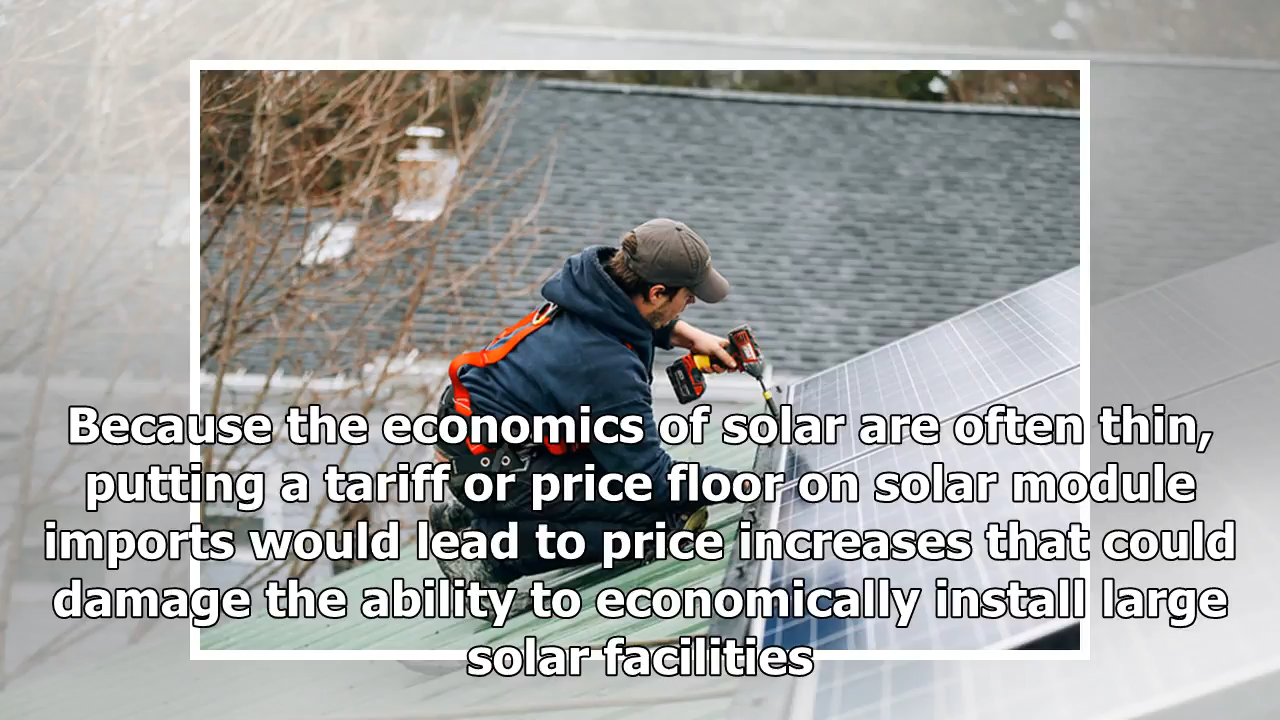 Because the economics of solar are often thin,
putting a tariff or price floor on solar module
imports would lead to price increases that could
damage the ability to economically install large
solar facilities